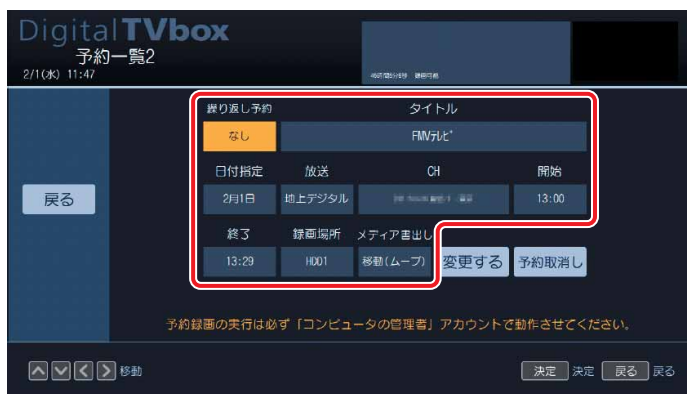 DigitalTVbox
予約一覧2
2/1(水) 11:47
繰り返し予約 タイトル
なし FMVﾃﾚﾋﾞ
日付指定 放送 CH 開始
2月1日 地上デジタル 13:00
戻る
終了 録画場所 メディア書出し
13:29 HDD1 移動(ムーブ) 変更する 予約取消し
予約録画の実行は必ず「コンピュータの管理者」アカウントで動作させてください。
移動 決定 決定 戻る 戻る